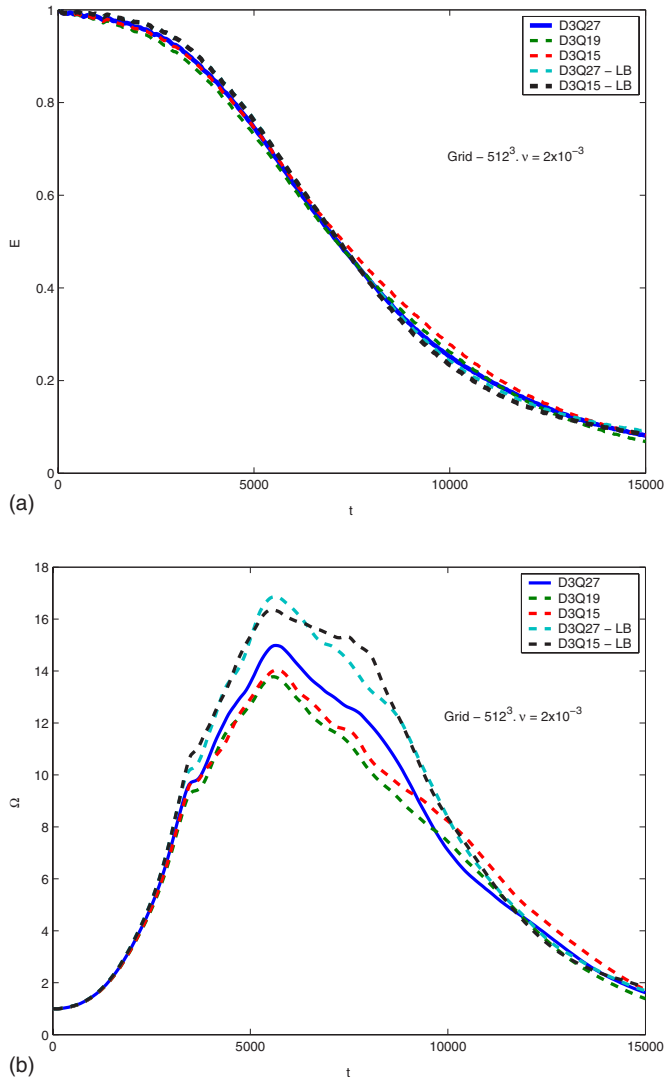 1
0.8
0.6
0.4
0.2
0
E
D3Q27
D3Q19
D3Q15
D3Q27 − LB
D3Q15 − LB
Grid − 512³. ν = 2x10⁻³
0 5000 10000 15000
t
(a)
18
16
14
12
10
8
6
4
2
0
Ω
D3Q27
D3Q19
D3Q15
D3Q27 − LB
D3Q15 − LB
Grid − 512³. ν = 2x10⁻³
0 5000 10000 15000
t
(b)